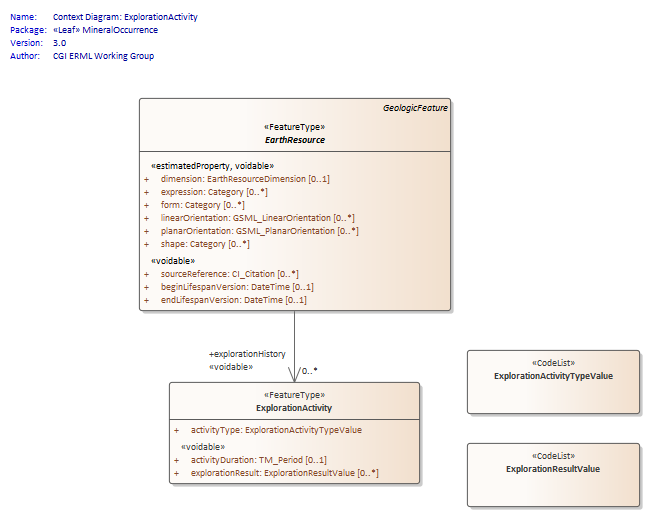 Name: Context Diagram: ExplorationActivity
Package: «Leaf» MineralOccurrence
Version: 3.0
Author: CGI ERML Working Group
GeologicFeature
«FeatureType»
EarthResource
«estimatedProperty, voidable»
+ dimension: EarthResourceDimension [0..1]
+ expression: Category [0..*]
+ form: Category [0..*]
+ linearOrientation: GSML_LinearOrientation [0..*]
+ planarOrientation: GSML_PlanarOrientation [0..*]
+ shape: Category [0..*]
«voidable»
+ sourceReference: CI_Citation [0..*]
+ beginLifespanVersion: DateTime [0..1]
+ endLifespanVersion: DateTime [0..1]
+explorationHistory
«voidable»
0..*
«FeatureType»
ExplorationActivity
+ activityType: ExplorationActivityTypeValue
«voidable»
+ activityDuration: TM_Period [0..1]
+ explorationResult: ExplorationResultValue [0..*]
«CodeList»
ExplorationActivityTypeValue
«CodeList»
ExplorationResultValue